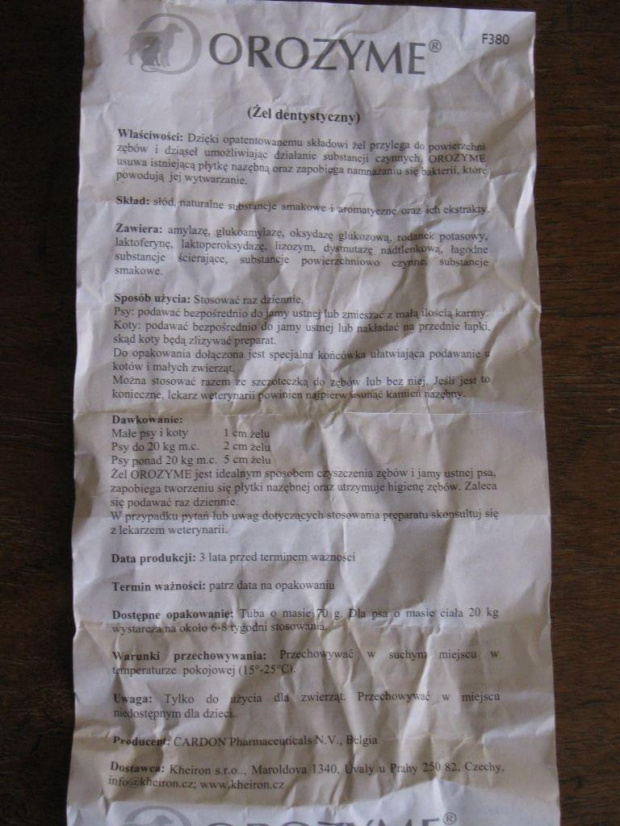 OROZYME®
F380
(Żel dentystyczny)
Właściwości: Dzięki opatentowanemu składowi żel przylega do powierzchni
zębów i dziąseł umożliwiając działanie substancji czynnych. OROZYME
usuwa istniejącą płytkę nazębną oraz zapobiega namnażaniu się bakterii, które
powodują jej wytwarzanie.
Skład: słód, naturalne substancje smakowe i aromatyczne oraz ich ekstrakty.
Zawiera: amylazę, glukoamylazę, oksydazę glukozową, rodanek potasowy,
laktoferynę, laktoperoksydazę, lizozym, dysmutazę nadtlenkową, łagodne
substancje ścierające, substancje powierzchniowo czynne, substancje
smakowe.
Sposób użycia: Stosować raz dziennie.
Psy: podawać bezpośrednio do jamy ustnej lub zmieszać z małą ilością karmy.
Koty: podawać bezpośrednio do jamy ustnej lub nakładać na przednie łapki,
skąd koty będą zlizywać preparat.
Do opakowania dołączona jest specjalna końcówka ułatwiająca podawanie u
kotów i małych zwierząt.
Można stosować razem ze szczoteczką do zębów lub bez niej. Jeśli jest to
konieczne, lekarz weterynarii powinien najpierw usunąć kamień nazębny.
Dawkowanie:
Małe psy i koty 1 cm żelu
Psy do 20 kg m.c. 2 cm żelu
Psy ponad 20 kg m.c. 5 cm żelu
Żel OROZYME jest idealnym sposobem czyszczenia zębów i jamy ustnej psa,
zapobiega tworzeniu się płytki nazębnej oraz utrzymuje higienę zębów. Zaleca
się podawać raz dziennie.
W przypadku pytań lub uwag dotyczących stosowania preparatu skonsultuj się
z lekarzem weterynarii.
Data produkcji: 3 lata przed terminem ważności
Termin ważności: patrz data na opakowaniu
Dostępne opakowanie: Tuba o masie 70 g. Dla psa o masie ciała 20 kg
wystarcza na około 6-8 tygodni stosowania.
Warunki przechowywania: Przechowywać w suchym miejscu w
temperaturze pokojowej (15°-25°C).
Uwaga: Tylko do użycia dla zwierząt. Przechowywać w miejscu
niedostępnym dla dzieci.
Producent: CARDON Pharmaceuticals N.V., Belgia
Dostawca: Kheiron s.r.o.., Maroldova 1340, Uvaly u Prahy 250 82, Czechy,
info@kheiron.cz; www.kheiron.cz
OROZYME®